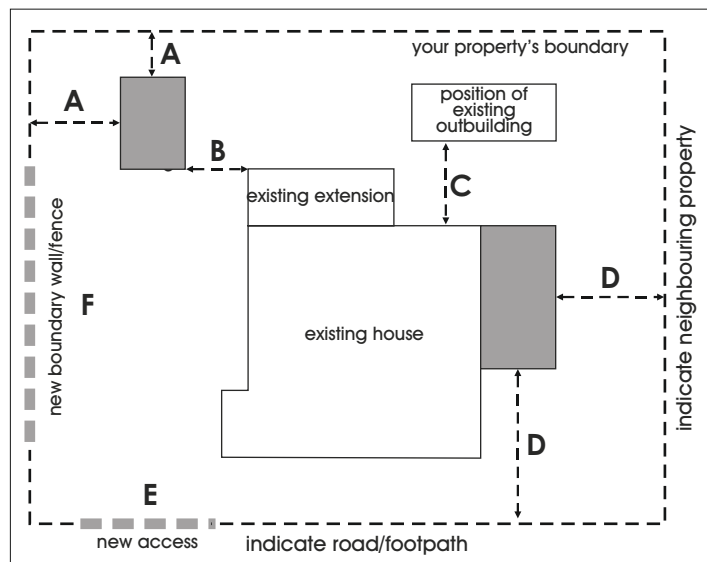 your property's boundary
A
A
position of
existing
outbuilding
B
existing extension
C
new boundary wall/fence
F
existing house
D
D
indicate neighbouring property
E
new access
indicate road/footpath